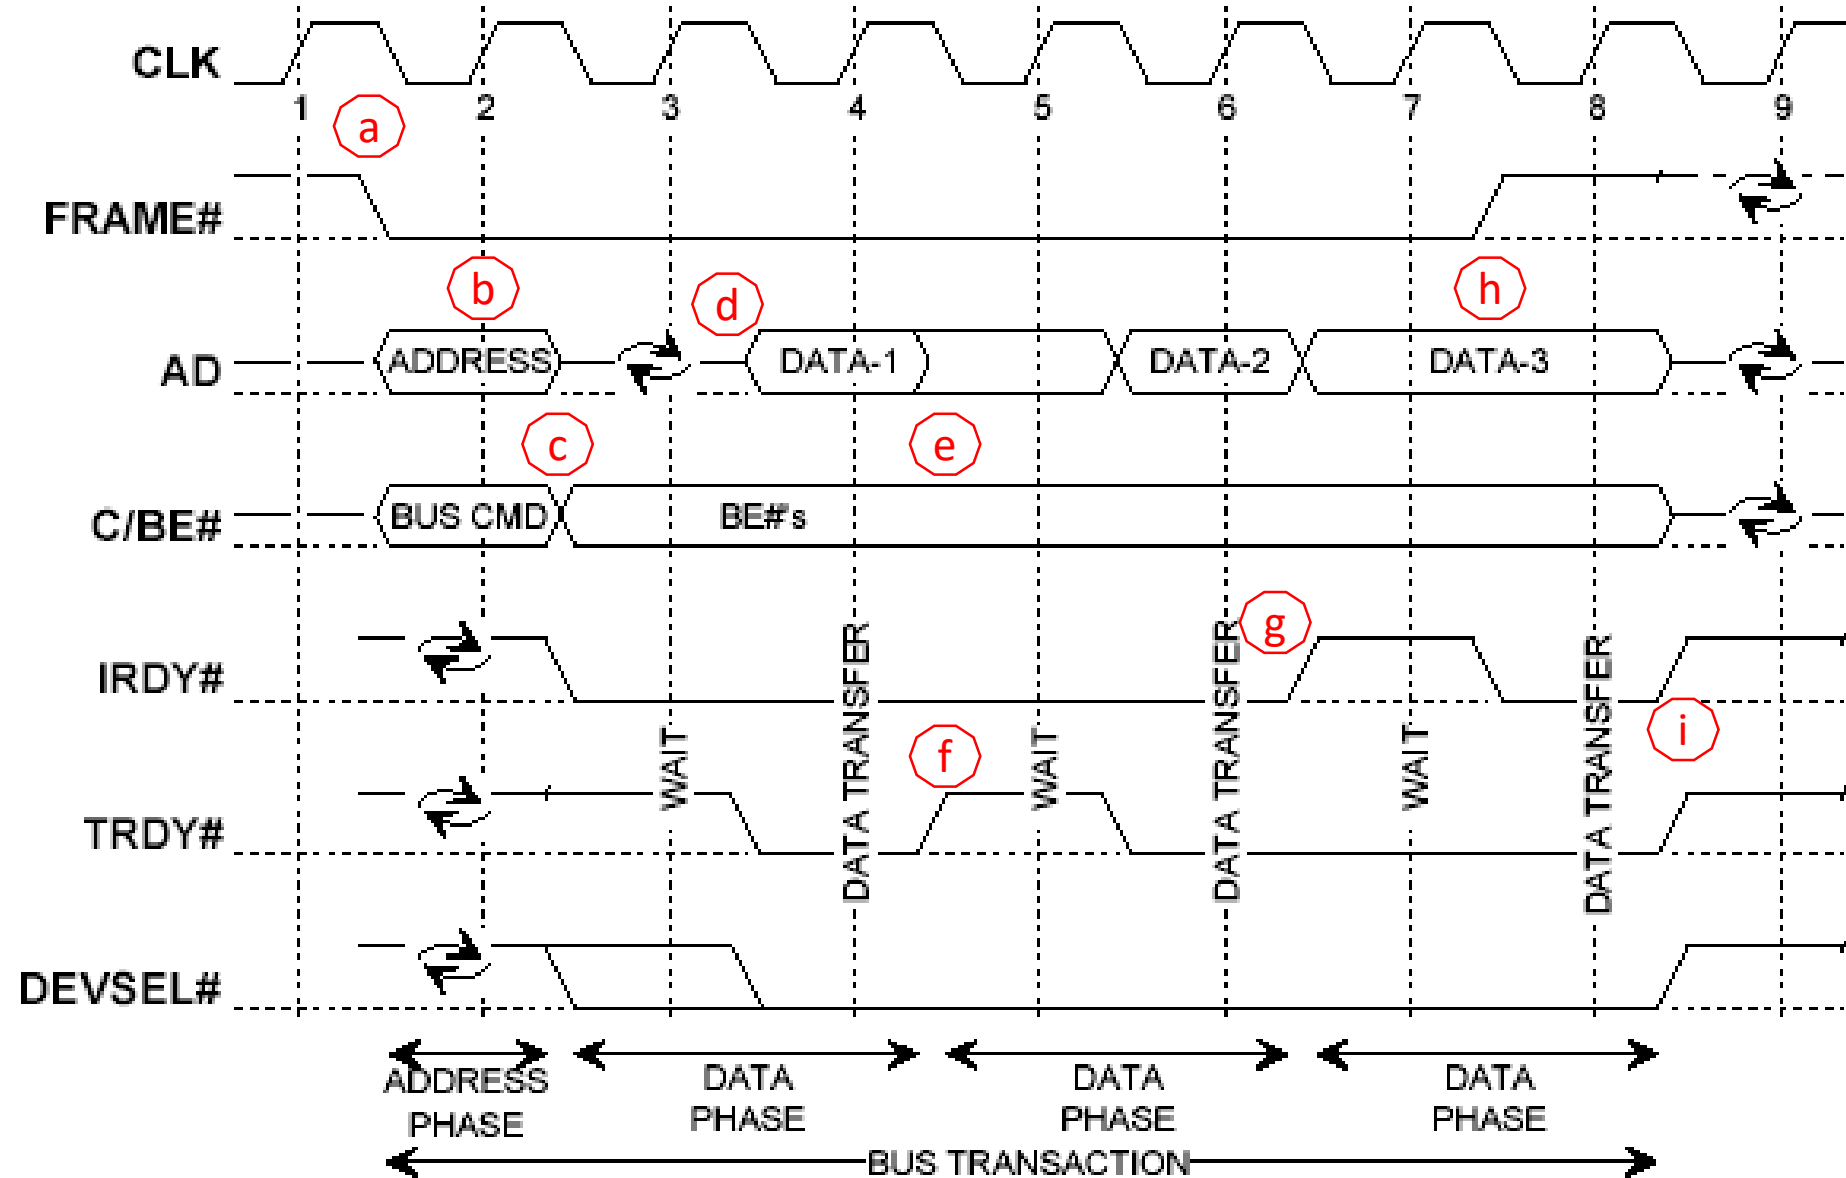 CLK
1 2 3 4 5 6 7 8 9
a
FRAME#
b d h
AD ADDRESS DATA-1 DATA-2 DATA-3
c e
C/BE# BUS CMD BE#'s
g
IRDY#
WAIT DATA TRANSFER WAIT DATA TRANSFER WAIT DATA TRANSFER
f i
TRDY#
DEVSEL#
ADDRESS PHASE
DATA PHASE
DATA PHASE
DATA PHASE
BUS TRANSACTION